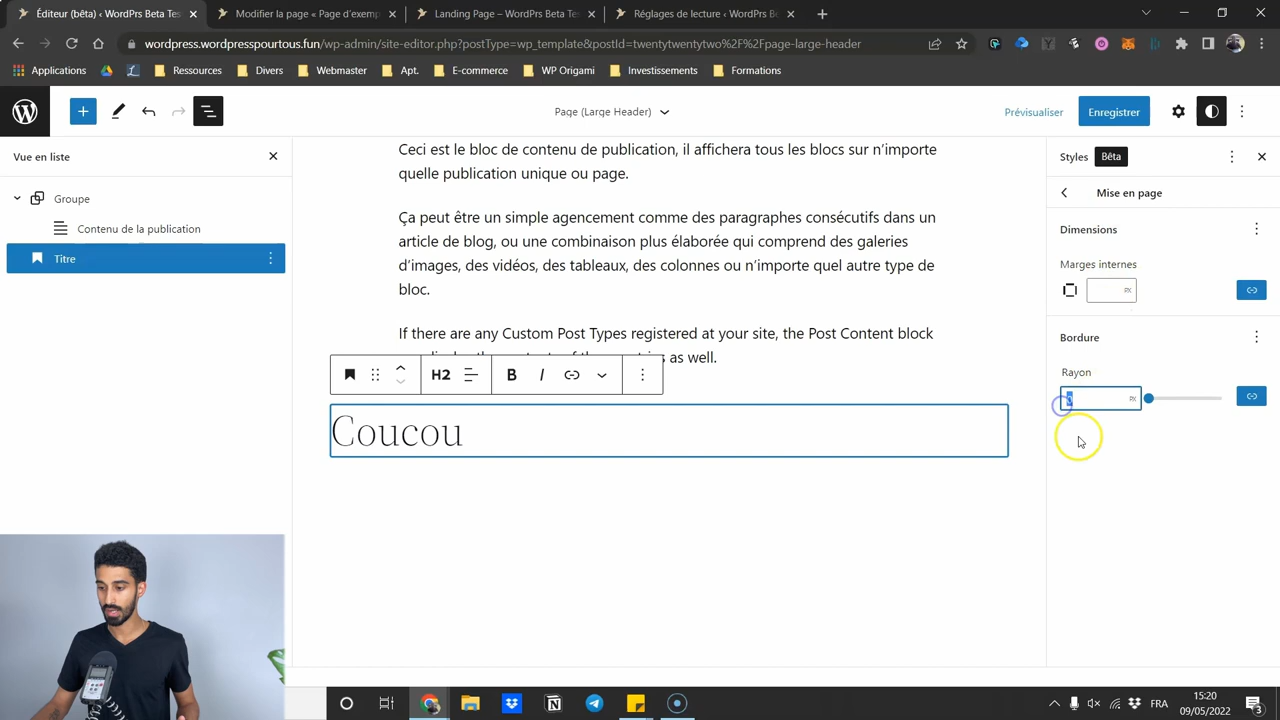 Éditeur (bêta) ‹ WordPrs Beta Tes
Modifier la page « Page d'exemp
Landing Page – WordPrs Beta Tes
Réglages de lecture ‹ WordPrs B
wordpress.wordpresspourtous.fun/wp-admin/site-editor.php?postType=wp_template&postId=twentytwentytwo%2F%2Fpage-large-header
Applications
Ressources
Divers
Webmaster
Apt.
E-commerce
WP Origami
Investissements
Formations
Page (Large Header)
Prévisualiser
Enregistrer
Vue en liste
Groupe
Contenu de la publication
Titre
Ceci est le bloc de contenu de publication, il affichera tous les blocs sur n'importe
quelle publication unique ou page.
Ça peut être un simple agencement comme des paragraphes consécutifs dans un
article de blog, ou une combinaison plus élaborée qui comprend des galeries
d'images, des vidéos, des tableaux, des colonnes ou n'importe quel autre type de
bloc.
If there are any Custom Post Types registered at your site, the Post Content block
as well.
H2 B I
Coucou
Styles Bêta
Mise en page
Dimensions
Marges internes
PX
Bordure
Rayon
0 PX
FRA
15:20
09/05/2022
3